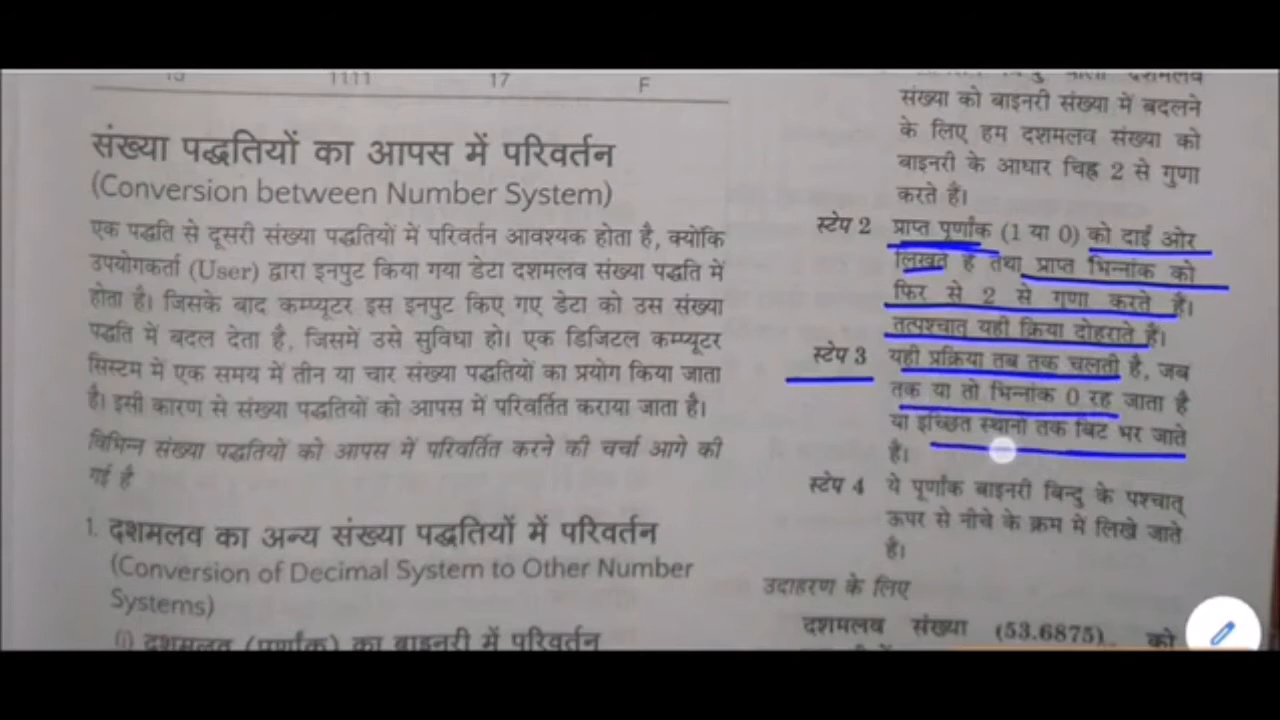 1111 17 F
संख्या पद्धतियों का आपस में परिवर्तन
(Conversion between Number System)
एक पद्धति से दूसरी संख्या पद्धतियों में परिवर्तन आवश्यक होता है, क्योंकि
उपयोगकर्ता (User) द्वारा इनपुट किया गया डेटा दशमलव संख्या पद्धति में
होता है। जिसके बाद कम्प्यूटर इस इनपुट किए गए डेटा को उस संख्या
पद्धति में बदल देता है, जिसमें उसे सुविधा हो। एक डिजिटल कम्प्यूटर
सिस्टम में एक समय में तीन या चार संख्या पद्धतियों का प्रयोग किया जाता
है। इसी कारण से संख्या पद्धतियों को आपस में परिवर्तित कराया जाता है।
विभिन्न संख्या पद्धतियों को आपस में परिवर्तित करने की चर्चा आगे की
गई है
1. दशमलव का अन्य संख्या पद्धतियों में परिवर्तन
(Conversion of Decimal System to Other Number
Systems)
(i) दशमलव (पूर्णांक) का बाइनरी में परिवर्तन
दशमलव
संख्या को बाइनरी संख्या में बदलने
के लिए हम दशमलव संख्या को
बाइनरी के आधार चिह्न 2 से गुणा
करते हैं।
स्टेप 2 प्राप्त पूर्णांक (1 या 0) को दाईं ओर
लिखते हैं तथा प्राप्त भिन्नांक को
फिर से 2 से गुणा करते हैं।
तत्पश्चात यही क्रिया दोहराते हैं।
स्टेप 3 यही प्रक्रिया तब तक चलती है, जब
तक या तो भिन्नांक 0 रह जाता है
या इच्छित स्थानों तक बिट भर जाते
हैं।
स्टेप 4 ये पूर्णांक बाइनरी बिन्दु के पश्चात्
ऊपर से नीचे के क्रम में लिखे जाते
हैं।
उदाहरण के लिए
दशमलव संख्या (53.6875) को